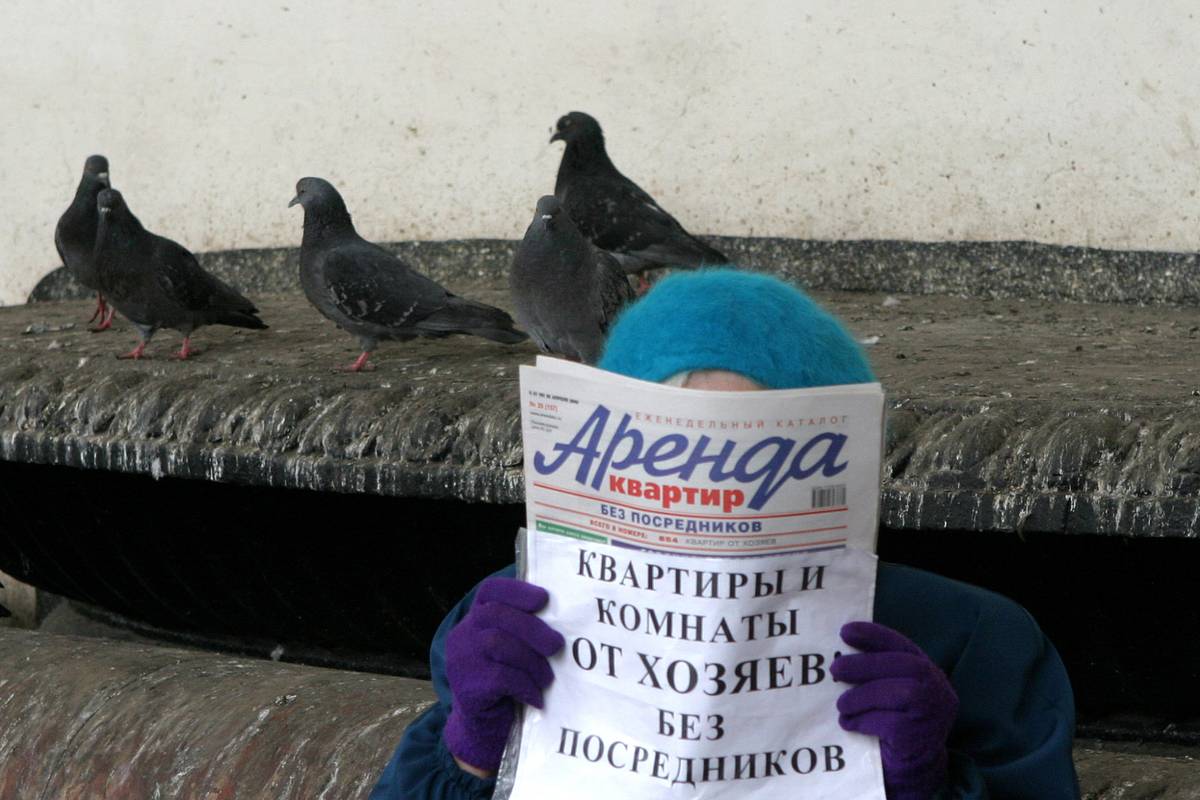 № 25 (157)
ЕЖЕНЕДЕЛЬНЫЙ КАТАЛОГ
Аренда
квартир
БЕЗ ПОСРЕДНИКОВ
ВСЕГО В НОМЕРЕ: 854 КВАРТИР ОТ ХОЗЯЕВ
КВАРТИРЫ И
КОМНАТЫ
ОТ ХОЗЯЕВ!
БЕЗ
ПОСРЕДНИКОВ